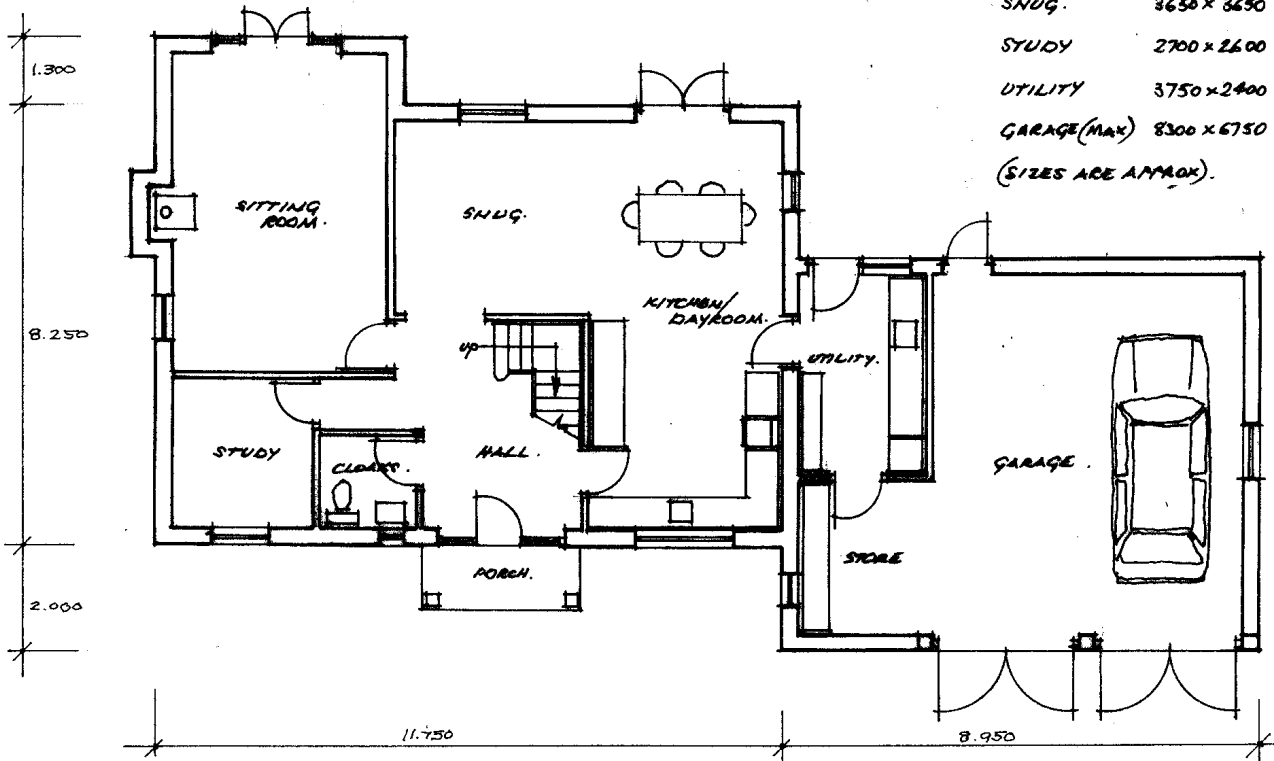 SNUG. 3650 x 3650
STUDY 2700 x 2600
UTILITY 3750 x 2400
GARAGE (MAX) 8300 x 6750
(SIZES ARE APPROX).
1.300
SITTING
ROOM.
SNUG.
KITCHEN/
DAYROOM.
8.250
UP
UTILITY.
STUDY
CLOAKS.
HALL.
GARAGE.
STORE
PORCH.
2.000
11.750
8.950